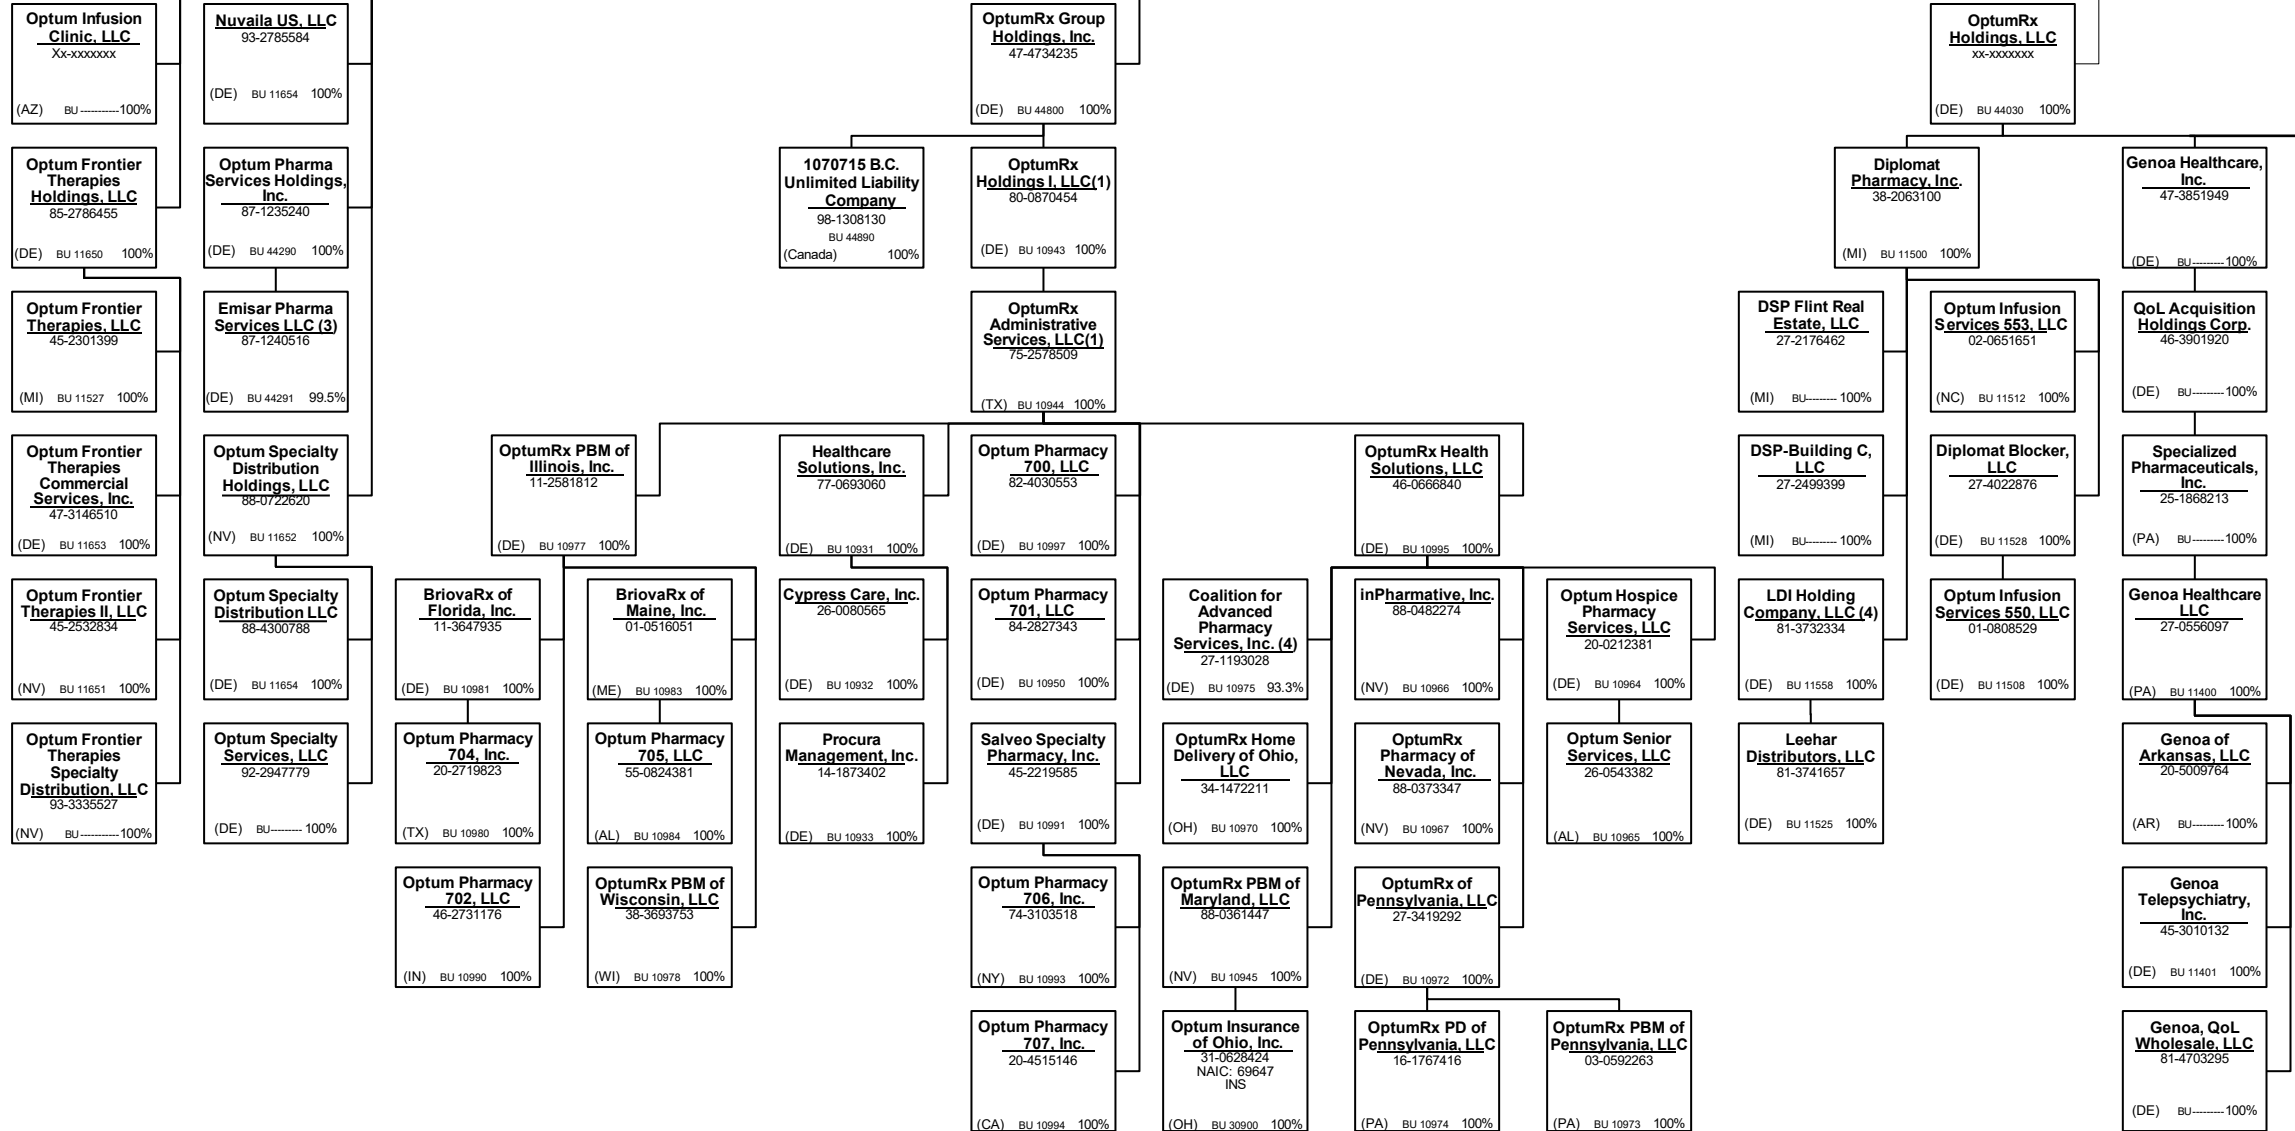 Optum Infusion
Clinic, LLC
Xx-xxxxxxx
(AZ) BU -----------100%
Nuvaila US, LLC
93-2785584
(DE) BU 11654 100%
OptumRx Group
Holdings, Inc.
47-4734235
(DE) BU 44800 100%
OptumRx
Holdings, LLC
xx-xxxxxxx
(DE) BU 44030 100%
Optum Frontier
Therapies
Holdings, LLC
85-2786455
(DE) BU 11650 100%
Optum Pharma
Services Holdings,
Inc.
87-1235240
(DE) BU 44290 100%
1070715 B.C.
Unlimited Liability
Company
98-1308130
BU 44890
(Canada) 100%
OptumRx
Holdings I, LLC(1)
80-0870454
(DE) BU 10943 100%
Diplomat
Pharmacy, Inc.
38-2063100
(MI) BU 11500 100%
Genoa Healthcare,
Inc.
47-3851949
(DE) BU---------100%
Optum Frontier
Therapies, LLC
45-2301399
(MI) BU 11527 100%
Emisar Pharma
Services LLC (3)
87-1240516
(DE) BU 44291 99.5%
OptumRx
Administrative
Services, LLC(1)
75-2578509
(TX) BU 10944 100%
DSP Flint Real
Estate, LLC
27-2176462
(MI) BU--------- 100%
Optum Infusion
Services 553, LLC
02-0651651
(NC) BU 11512 100%
QoL Acquisition
Holdings Corp.
46-3901920
(DE) BU---------100%
Optum Frontier
Therapies
Commercial
Services, Inc.
47-3146510
(DE) BU 11653 100%
Optum Specialty
Distribution
Holdings, LLC
88-0722620
(NV) BU 11652 100%
OptumRx PBM of
Illinois, Inc.
11-2581812
(DE) BU 10977 100%
Healthcare
Solutions, Inc.
77-0693060
(DE) BU 10931 100%
Optum Pharmacy
700, LLC
82-4030553
(DE) BU 10997 100%
OptumRx Health
Solutions, LLC
46-0666840
(DE) BU 10995 100%
DSP-Building C,
LLC
27-2499399
(MI) BU--------- 100%
Diplomat Blocker,
LLC
27-4022876
(DE) BU 11528 100%
Specialized
Pharmaceuticals,
Inc.
25-1868213
(PA) BU---------100%
Optum Frontier
Therapies II, LLC
45-2532834
(NV) BU 11651 100%
Optum Specialty
Distribution LLC
88-4300788
(DE) BU 11654 100%
BriovaRx of
Florida, Inc.
11-3647935
(DE) BU 10981 100%
BriovaRx of
Maine, Inc.
01-0516051
(ME) BU 10983 100%
Cypress Care, Inc.
26-0080565
(DE) BU 10932 100%
Optum Pharmacy
701, LLC
84-2827343
(DE) BU 10950 100%
Coalition for
Advanced
Pharmacy
Services, Inc. (4)
27-1193028
(DE) BU 10975 93.3%
inPharmative, Inc.
88-0482274
(NV) BU 10966 100%
Optum Hospice
Pharmacy
Services, LLC
20-0212381
(DE) BU 10964 100%
LDI Holding
Company, LLC (4)
81-3732334
(DE) BU 11558 100%
Optum Infusion
Services 550, LLC
01-0808529
(DE) BU 11508 100%
Genoa Healthcare
LLC
27-0556097
(PA) BU 11400 100%
Optum Frontier
Therapies
Specialty
Distribution, LLC
93-3335527
(NV) BU-----------100%
Optum Specialty
Services, LLC
92-2947779
(DE) BU--------- 100%
Optum Pharmacy
704, Inc.
20-2719823
(TX) BU 10980 100%
Optum Pharmacy
705, LLC
55-0824381
(AL) BU 10984 100%
Procura
Management, Inc.
14-1873402
(DE) BU 10933 100%
Salveo Specialty
Pharmacy, Inc.
45-2219585
(DE) BU 10991 100%
OptumRx Home
Delivery of Ohio,
LLC
34-1472211
(OH) BU 10970 100%
OptumRx
Pharmacy of
Nevada, Inc.
88-0373347
(NV) BU 10967 100%
Optum Senior
Services, LLC
26-0543382
(AL) BU 10965 100%
Leehar
Distributors, LLC
81-3741657
(DE) BU 11525 100%
Genoa of
Arkansas, LLC
20-5009764
(AR) BU---------100%
Optum Pharmacy
702, LLC
46-2731176
(IN) BU 10990 100%
OptumRx PBM of
Wisconsin, LLC
38-3693753
(WI) BU 10978 100%
Optum Pharmacy
706, Inc.
74-3103518
(NY) BU 10993 100%
OptumRx PBM of
Maryland, LLC
88-0361447
(NV) BU 10945 100%
OptumRx of
Pennsylvania, LLC
27-3419292
(DE) BU 10972 100%
Genoa
Telepsychiatry,
Inc.
45-3010132
(DE) BU 11401 100%
Optum Pharmacy
707, Inc.
20-4515146
(CA) BU 10994 100%
Optum Insurance
of Ohio, Inc.
31-0628424
NAIC: 69647
INS
(OH) BU 30900 100%
OptumRx PD of
Pennsylvania, LLC
16-1767416
(PA) BU 10974 100%
OptumRx PBM of
Pennsylvania, LLC
03-0592263
(PA) BU 10973 100%
Genoa, QoL
Wholesale, LLC
81-4703295
(DE) BU---------100%